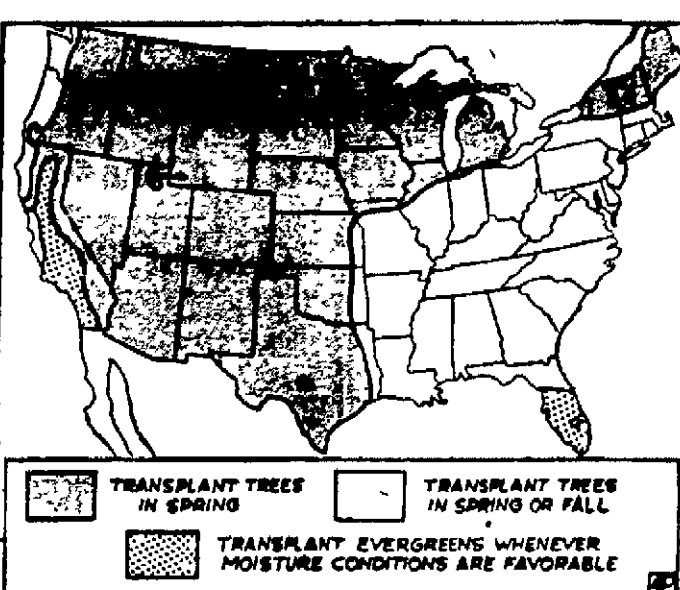 TRANSPLANT TREES
IN SPRING
TRANSPLANT TREES
IN SPRING OR FALL
TRANSPLANT EVERGREENS WHENEVER
MOISTURE CONDITIONS ARE FAVORABLE